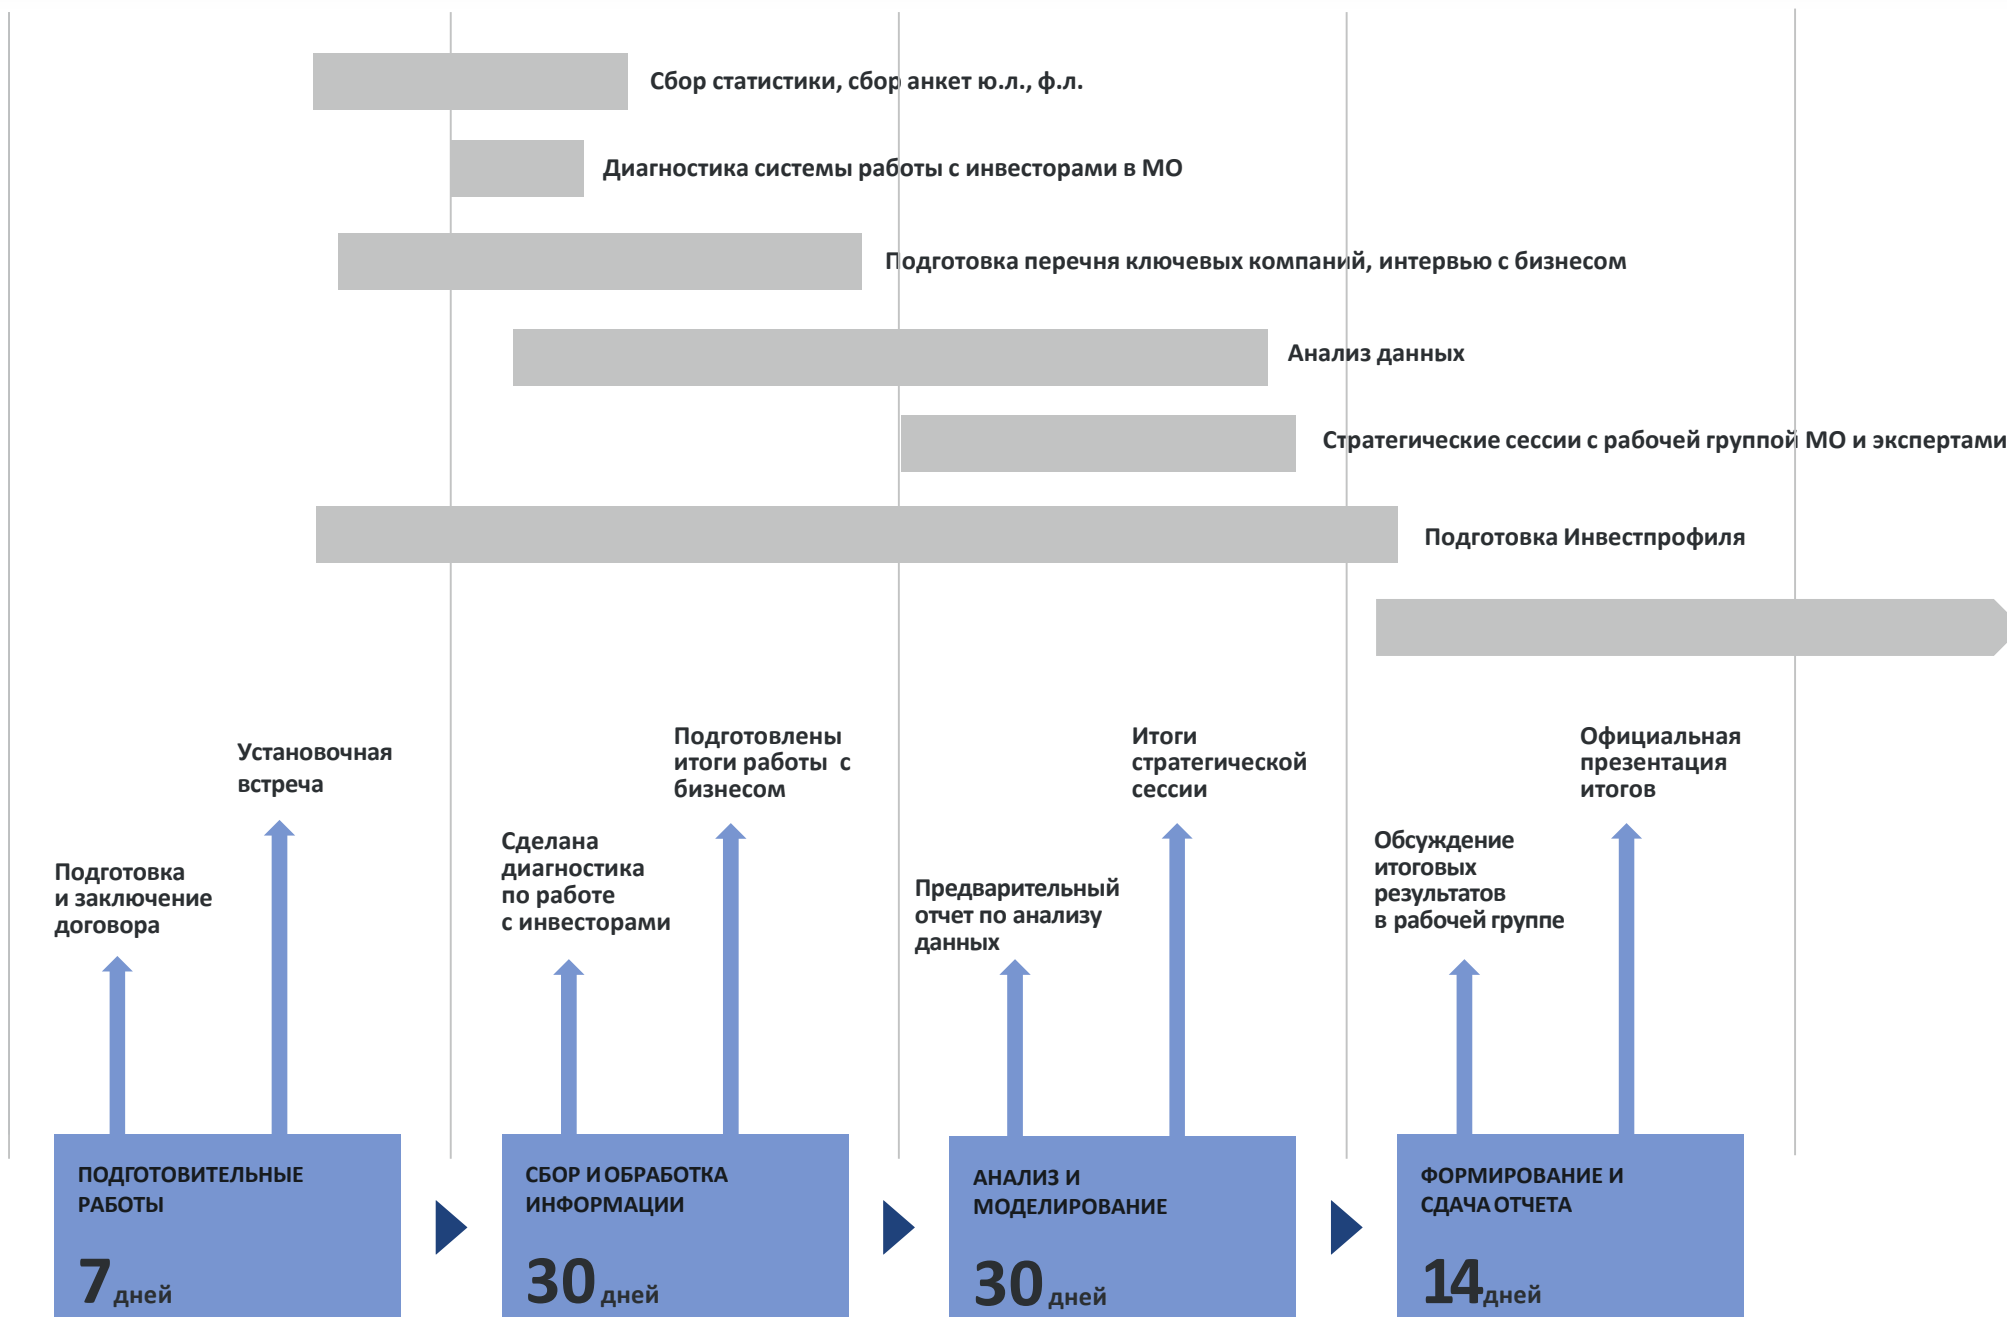 Сбор статистики, сбор анкет ю.л., ф.л.
Диагностика системы работы с инвесторами в МО
Подготовка перечня ключевых компаний, интервью с бизнесом
Анализ данных
Стратегические сессии с рабочей группой МО и экспертами
Подготовка Инвестпрофиля
Подготовка
и заключение
договора
Установочная
встреча
Сделана
диагностика
по работе
с инвесторами
Подготовлены
итоги работы с
бизнесом
Предварительный
отчет по анализу
данных
Итоги
стратегической
сессии
Обсуждение
итоговых
результатов
в рабочей группе
Официальная
презентация
итогов
ПОДГОТОВИТЕЛЬНЫЕ
РАБОТЫ
7 дней
СБОР И ОБРАБОТКА
ИНФОРМАЦИИ
30 дней
АНАЛИЗ И
МОДЕЛИРОВАНИЕ
30 дней
ФОРМИРОВАНИЕ И
СДАЧА ОТЧЕТА
14 дней